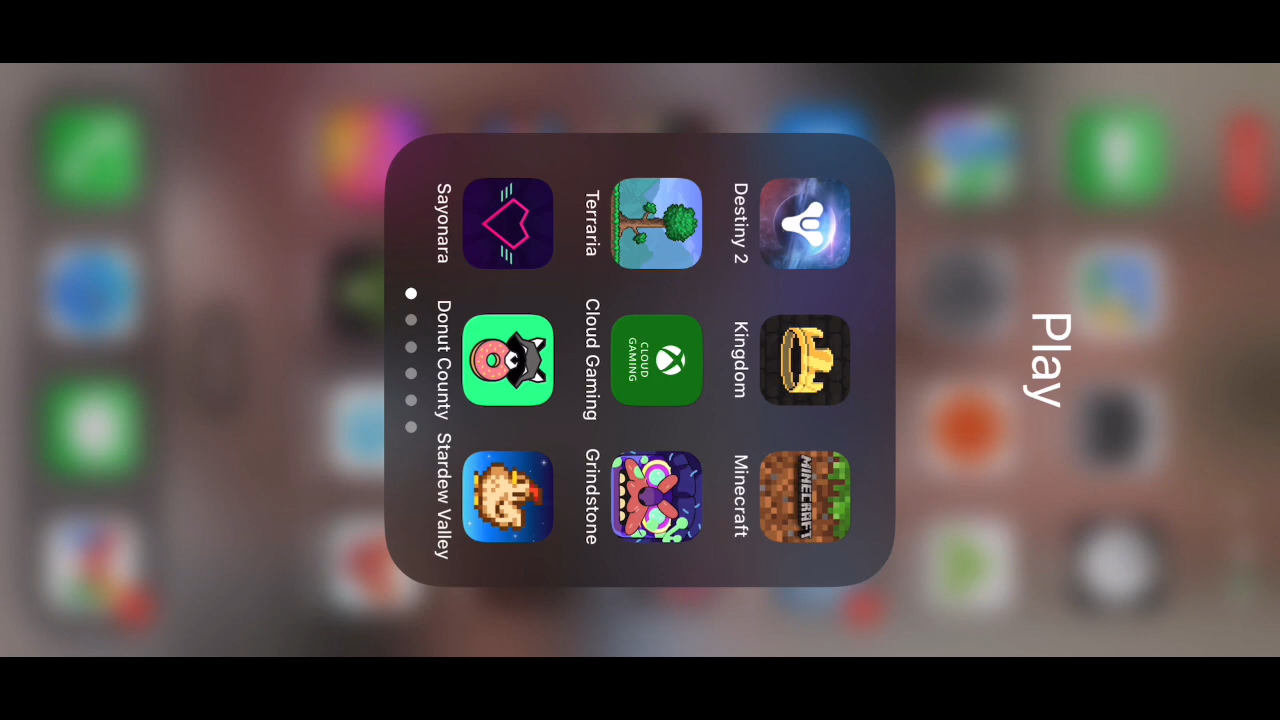 Play
Destiny 2
Kingdom
MINECRAFT
Minecraft
Terraria
CLOUD
GAMING
Cloud Gaming
Grindstone
Sayonara
Donut County
Stardew Valley